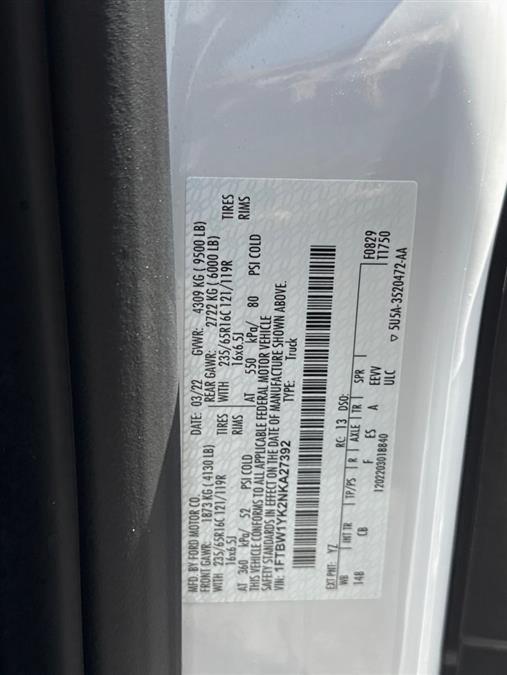 MFD. BY FORD MOTOR CO.
DATE: 03/22 GVWR: 4309 KG ( 9500 LB)
FRONT GAWR: 1873 KG ( 4130 LB) REAR GAWR: 2722 KG ( 6000 LB)
WITH 235/65R16C 121/119R TIRES WITH 235/65R16C 121/119R TIRES
16x6.5J RIMS 16x6.5J RIMS
AT 360 kPa/ 52 PSI COLD AT 550 kPa/ 80 PSI COLD
THIS VEHICLE CONFORMS TO ALL APPLICABLE FEDERAL MOTOR VEHICLE
SAFETY STANDARDS IN EFFECT ON THE DATE OF MANUFACTURE SHOWN ABOVE.
VIN: 1FTBW1YK2NKA27392 TYPE: Truck
EXT PNT: YZ RC: 13 DSO: F0829
WB INT TR TP/PS R AXLE TR SPR T1750
148 CB F ES A EEVV
ULC
120220301884Q 5U5A-3520472-AA